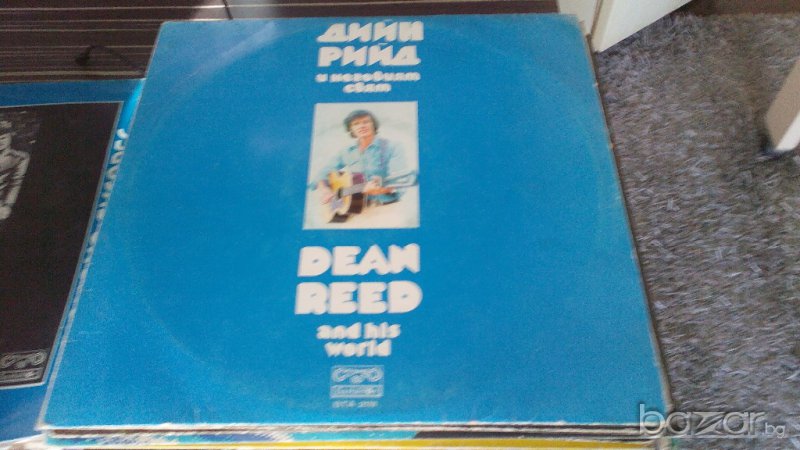 ДИЙН
РИЙД
и неговият
свят
DEAN
REED
and his
world
bazar.bg